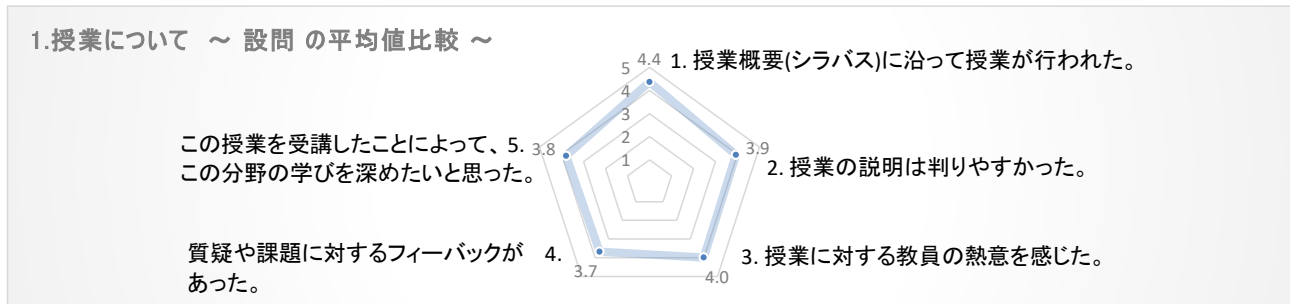 1.授業について ～ 設問 の平均値比較 ～
4.4 1. 授業概要(シラバス)に沿って授業が行われた。
5
4
3
2
1
3.9
2. 授業の説明は判りやすかった。
4.0
3. 授業に対する教員の熱意を感じた。
質疑や課題に対するフィーバックが 4.
あった。
3.7
この授業を受講したことによって、 5.
この分野の学びを深めたいと思った。
3.8